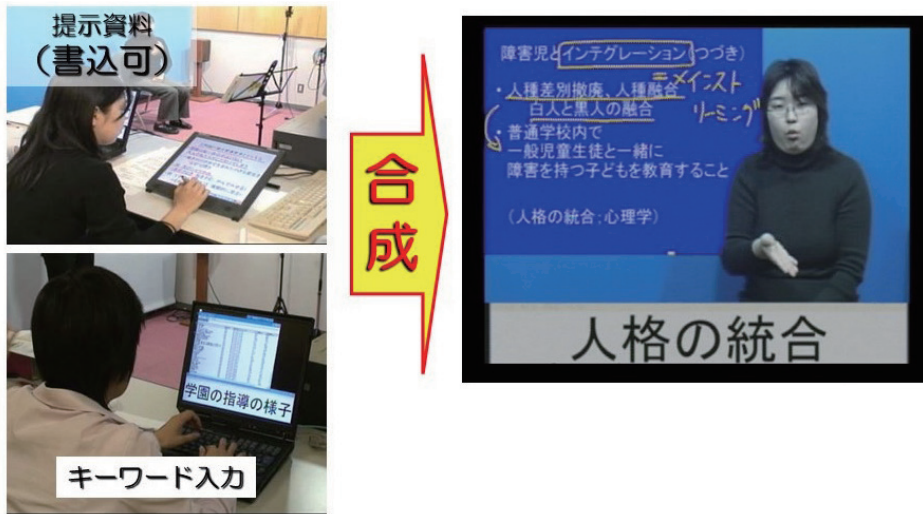 提示資料
（書込可）
学園の指導の様子
キーワード入力
合成
障害児とインテグレーション(つづき)
・人種差別撤廃、人種融合
=メインスト
リーミング
白人と黒人の融合
・普通学校内で
一般児童生徒と一緒に
障害を持つ子どもを教育すること
（人格の統合;心理学）
人格の統合